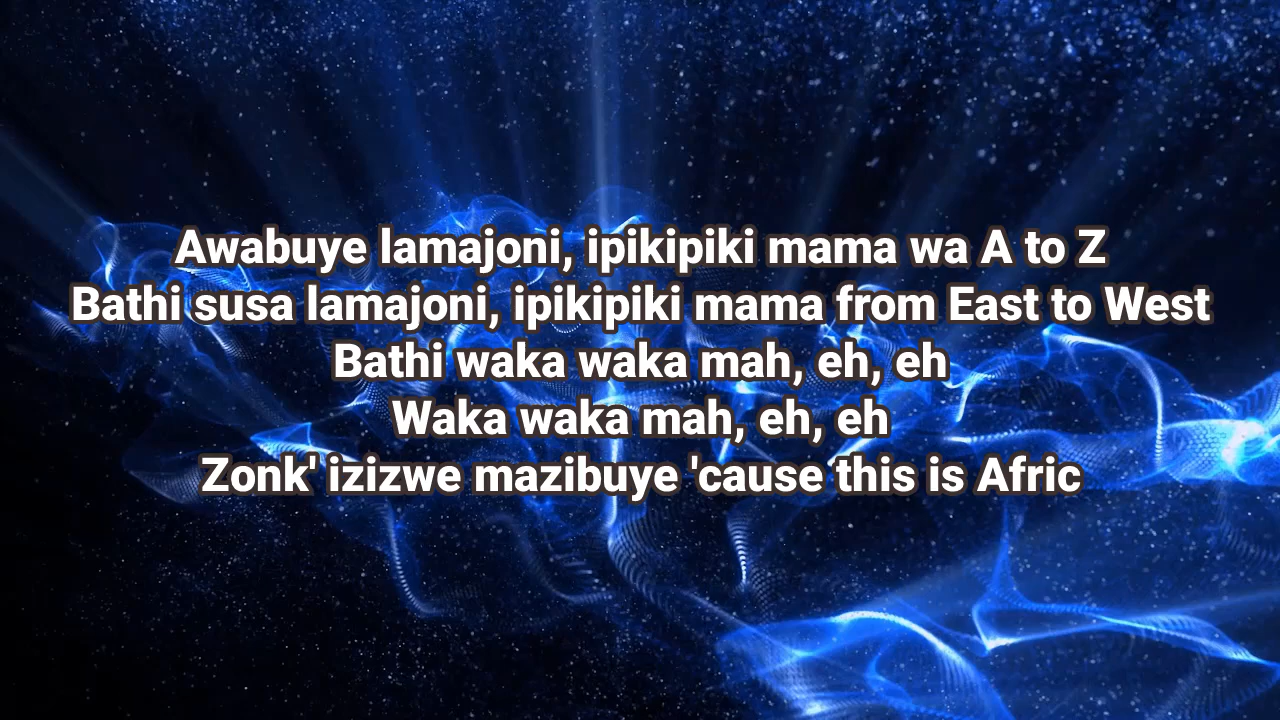 Awabuye lamajoni, ipikipiki mama wa A to Z
Bathi susa lamajoni, ipikipiki mama from East to West
Bathi waka waka mah, eh, eh
Waka waka mah, eh, eh
Zonk' izizwe mazibuye 'cause this is Afric